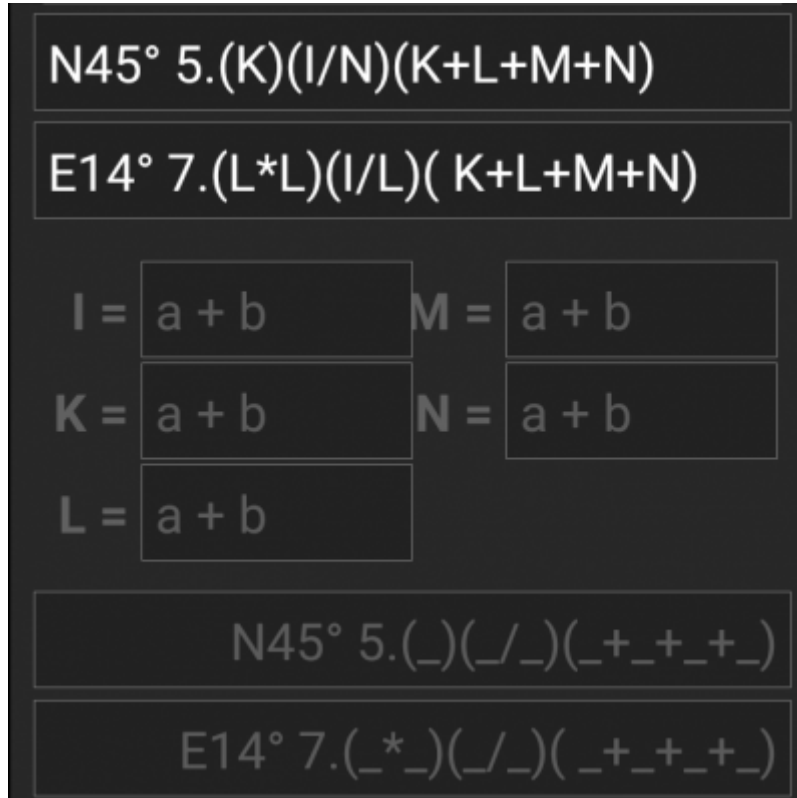 N45° 5.(K)(I/N)(K+L+M+N)
E14° 7.(L*L)(I/L)( K+L+M+N)
I = a + b M = a + b
K = a + b N = a + b
L = a + b
N45° 5.(_)(_/_)(_+_+_+_)
E14° 7.(_*_)(_/_)( _+_+_+_)